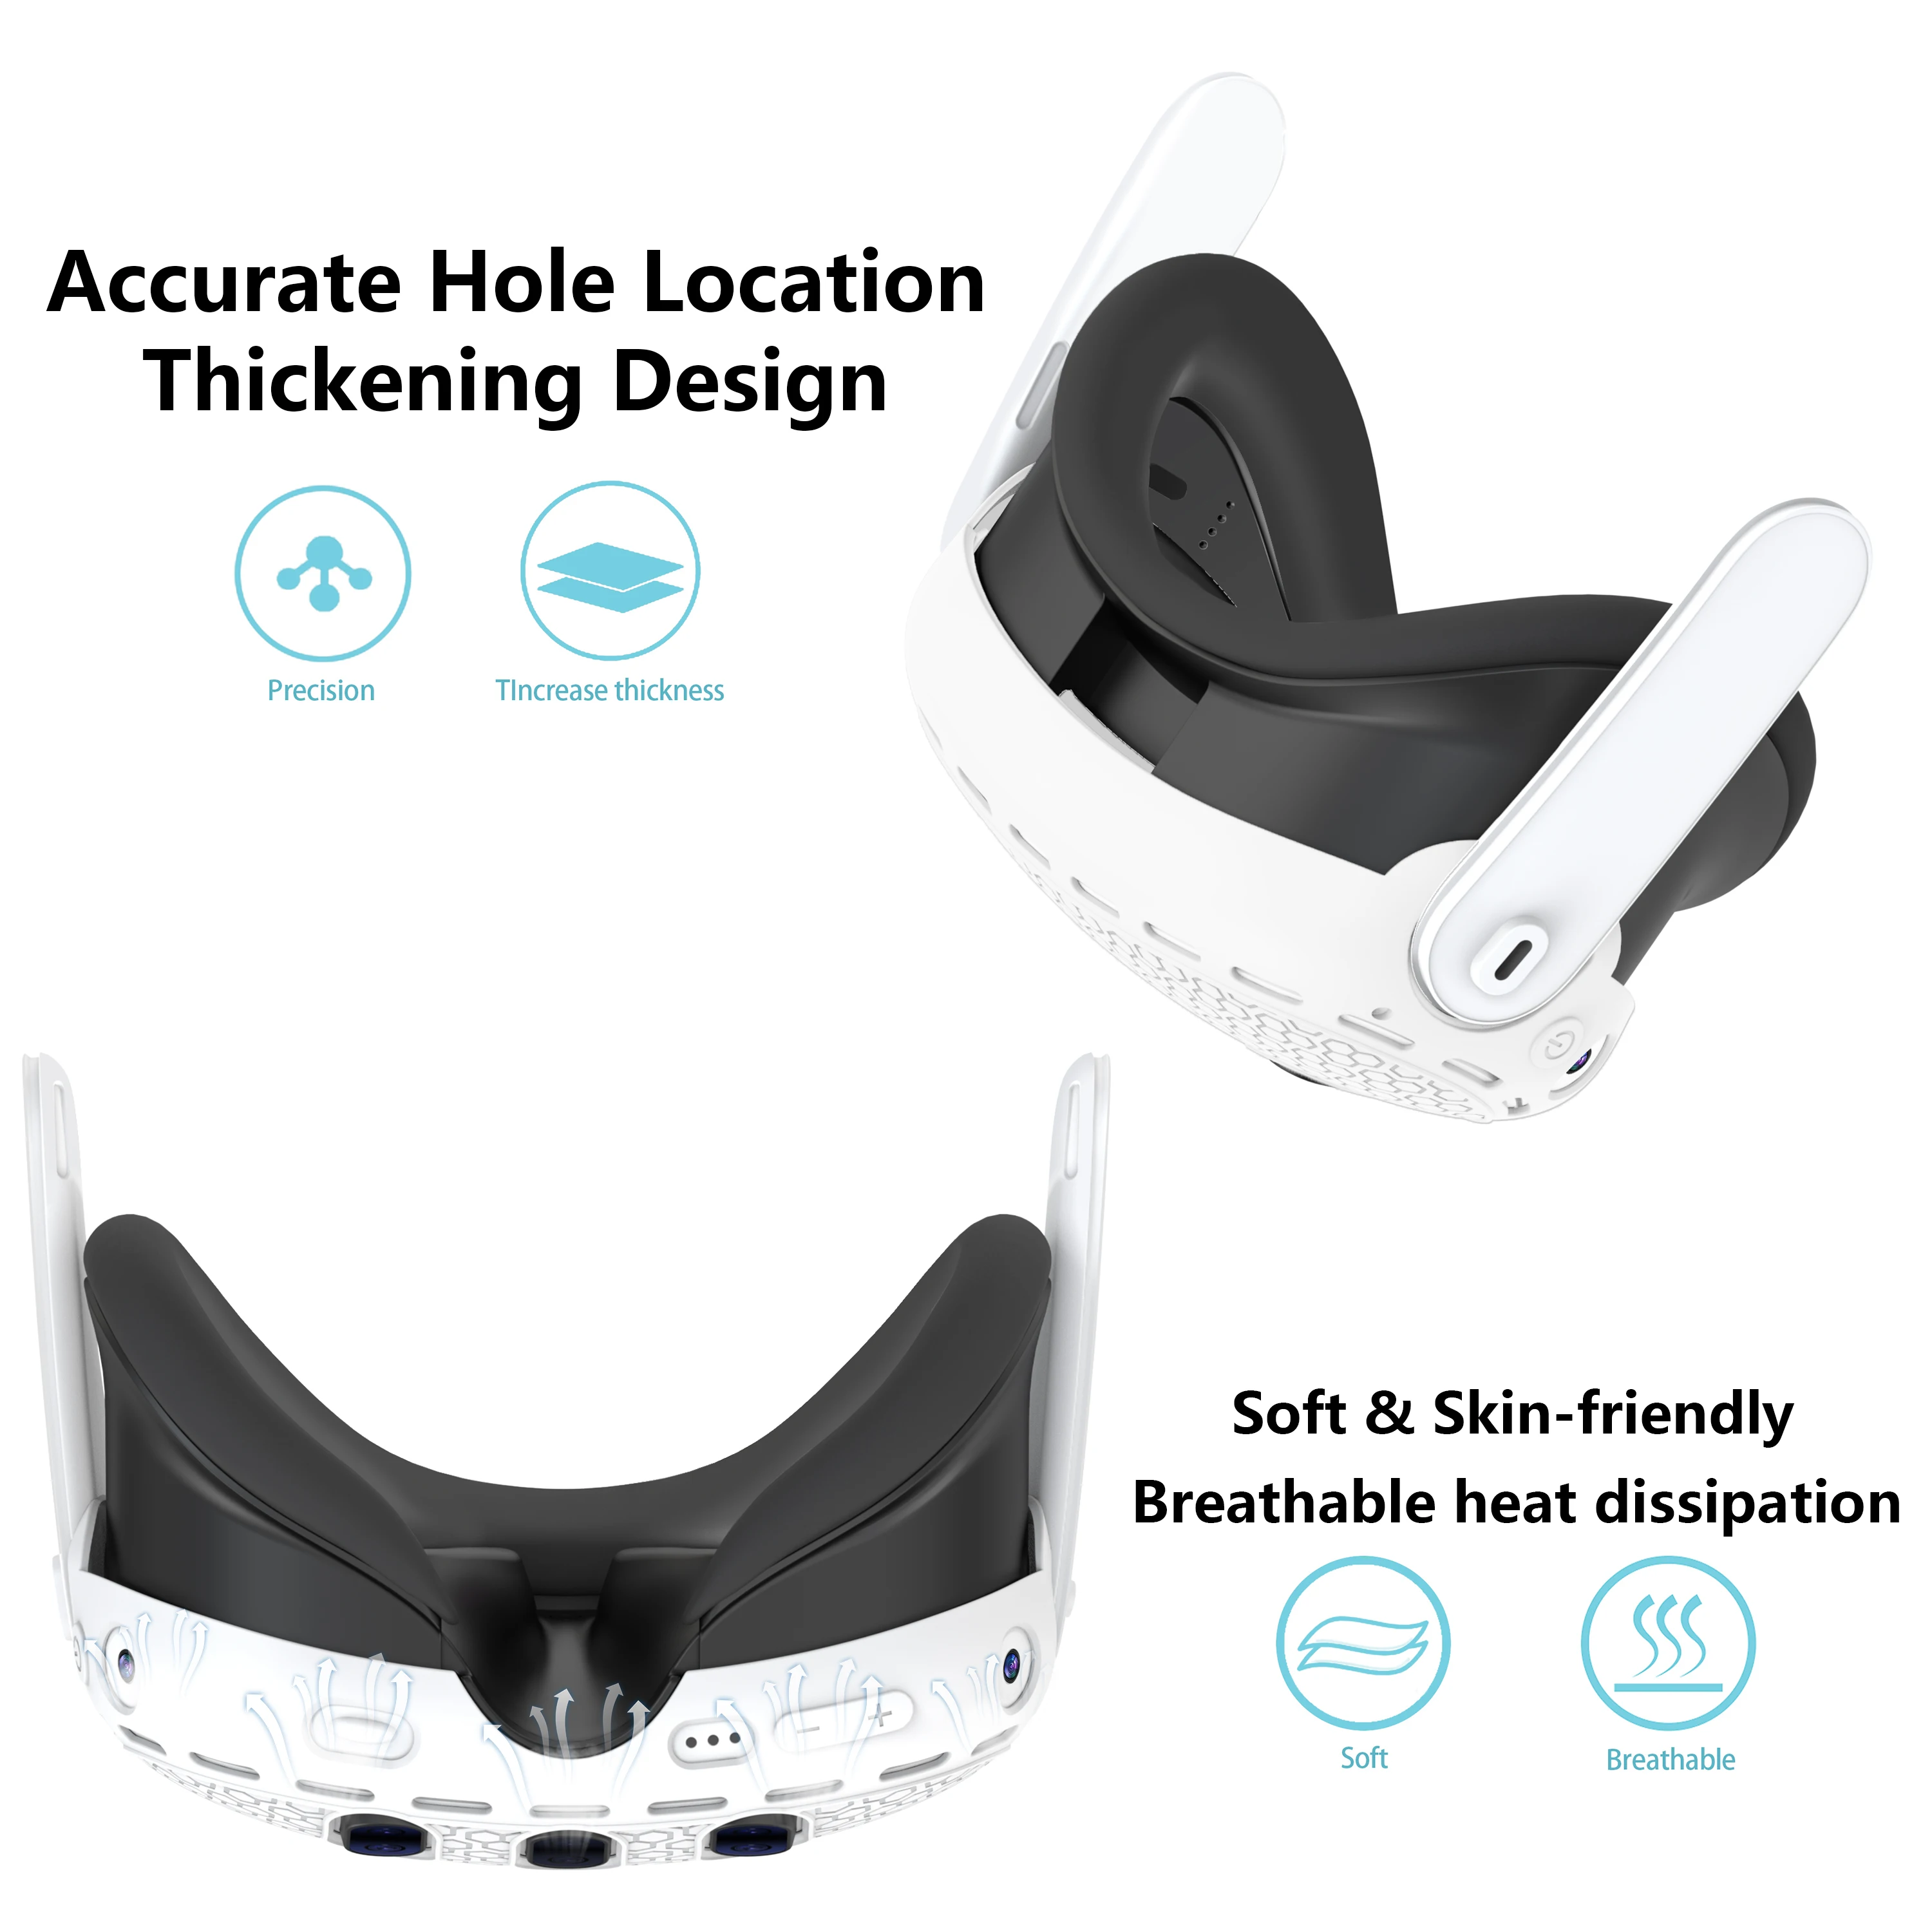 Accurate Hole Location
Thickening Design
Precision
TIncrease thickness
Soft & Skin-friendly
Breathable heat dissipation
Soft
Breathable